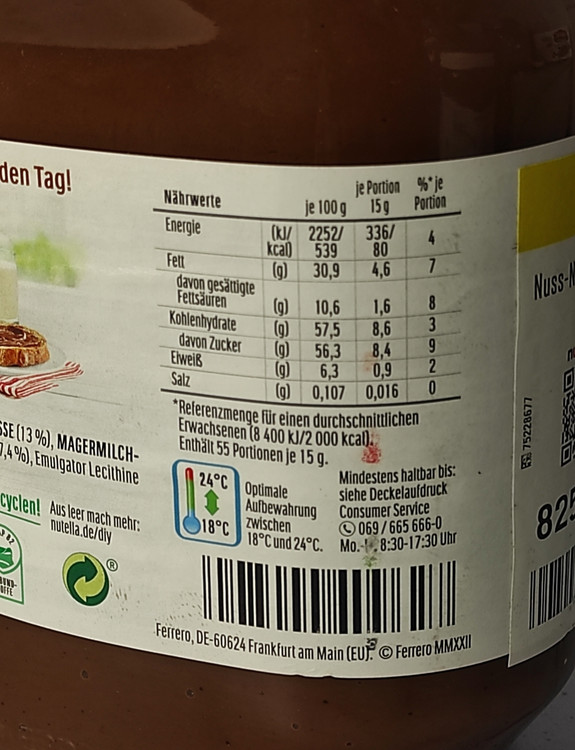 den Tag!
Nährwerte je 100 g je Portion 15 g %* je Portion
Energie (kJ/ kcal) 2252/ 539 336/ 80 4
Fett (g) 30,9 4,6 7
davon gesättigte Fettsäuren (g) 10,6 1,6 8
Kohlenhydrate (g) 57,5 8,6 3
davon Zucker (g) 56,3 8,4 9
Eiweiß (g) 6,3 0,9 2
Salz (g) 0,107 0,016 0
*Referenzmenge für einen durchschnittlichen
Erwachsenen (8 400 kJ/2 000 kcal).
Enthält 55 Portionen je 15 g.
SSE (13 %), MAGERMILCH-
7,4 %), Emulgator Lecithine
cyclen! Aus leer mach mehr:
nutella.de/diy
24°C
18°C
Optimale
Aufbewahrung
zwischen
18°C und 24°C.
Mindestens haltbar bis:
siehe Deckelaufdruck
Consumer Service
069 / 665 666-0
8:30-17:30 Uhr
®
Ferrero, DE-60624 Frankfurt am Main (EU). © Ferrero MMXXII
Nuss-N
75228677
825